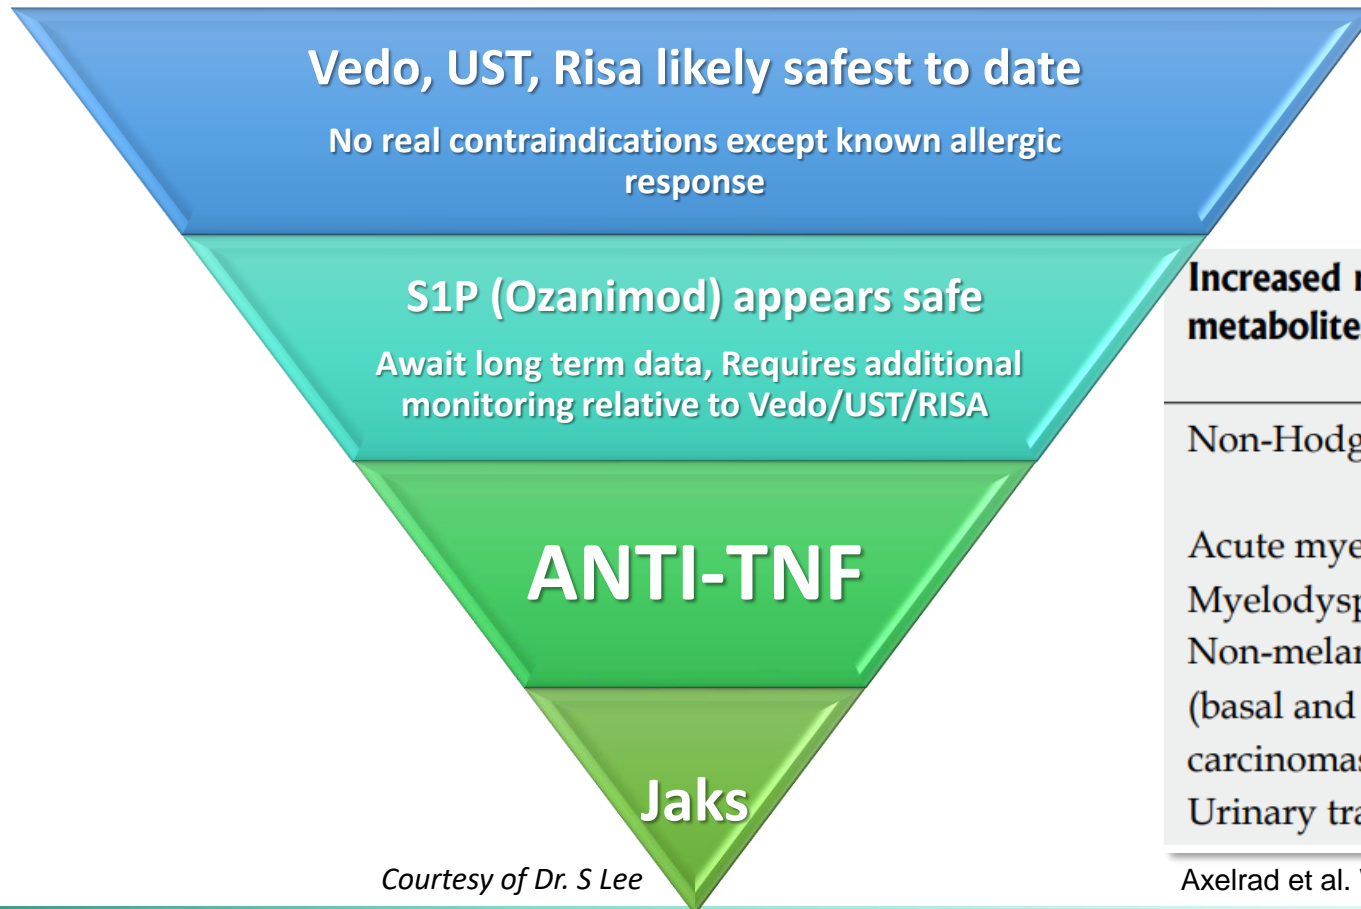 Vedo, UST, Risa likely safest to date
No real contraindications except known allergic
response
S1P (Ozanimod) appears safe
Await long term data, Requires additional
monitoring relative to Vedo/UST/RISA
ANTI-TNF
Jaks
Courtesy of Dr. S Lee
Increased
metabolite
Non-Hodg
Acute mye
Myelodysp
Non-melan
(basal and
carcinomas
Urinary tra
Axelrad et al.